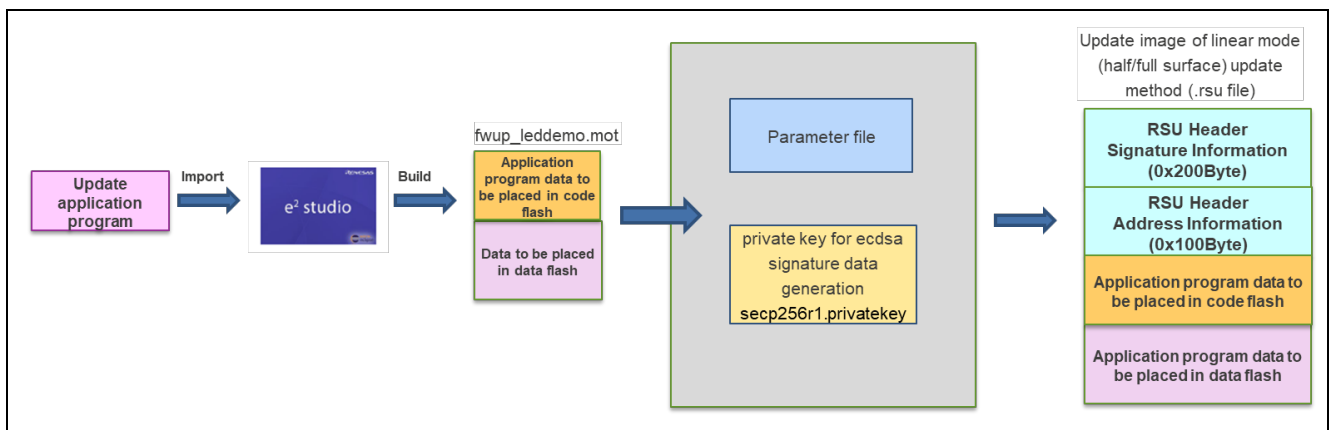 Update
application
program
Import
RENESAS
e² studio
Build
fwup_leddemo.mot
Application
program data to
be placed in code
flash
Data to be placed
in data flash
Parameter file
private key for ecdsa
signature data
generation
secp256r1.privatekey
Update image of linear mode
(half/full surface) update
method (.rsu file)
RSU Header
Signature Information
(0x200Byte)
RSU Header
Address Information
(0x100Byte)
Application program data to
be placed in code flash
Application program data to
be placed in data flash